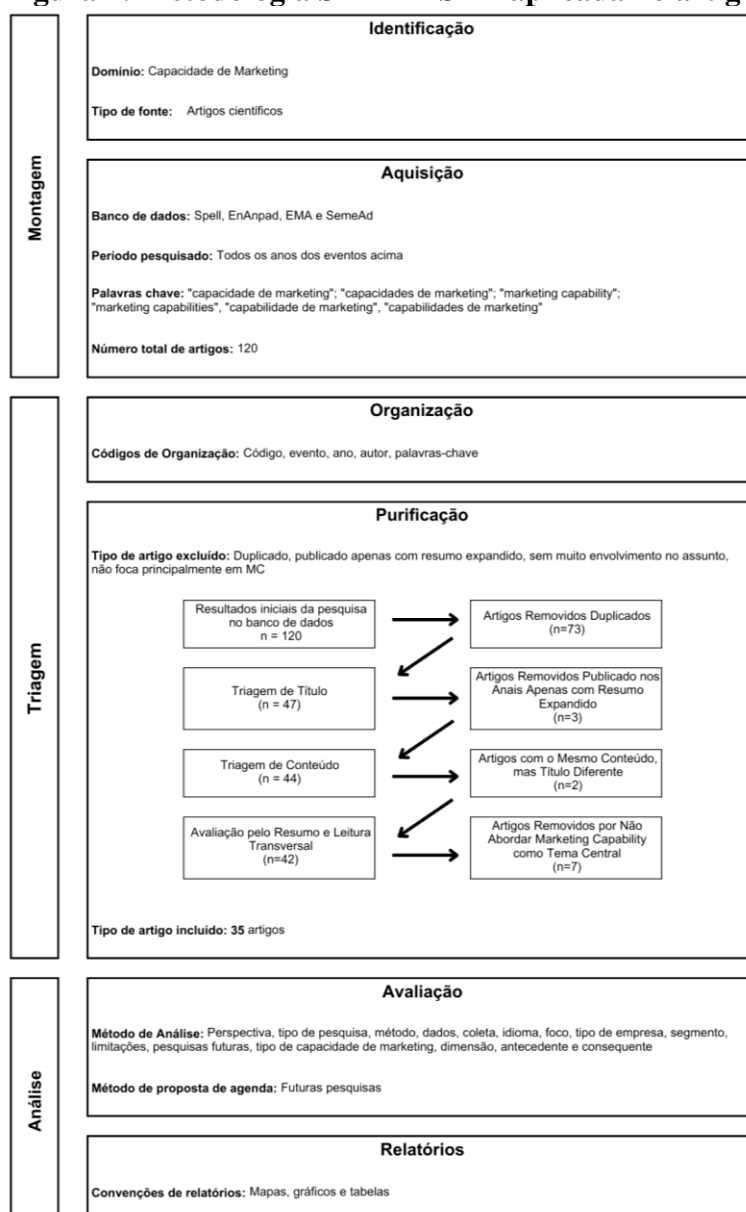 Identificação
Domínio: Capacidade de Marketing
Tipo de fonte: Artigos científicos
Montagem
Aquisição
Banco de dados: Spell, EnAnpad, EMA e SemeAd
Período pesquisado: Todos os anos dos eventos acima
Palavras chave: "capacidade de marketing"; "capacidades de marketing"; "marketing capability";
"marketing capabilities", "capabilidade de marketing", "capabilidades de marketing"
Número total de artigos: 120
Organização
Códigos de Organização: Código, evento, ano, autor, palavras-chave
Triagem
Purificação
Tipo de artigo excluído: Duplicado, publicado apenas com resumo expandido, sem muito envolvimento no assunto,
não foca principalmente em MC
Resultados iniciais da pesquisa
no banco de dados
n = 120
Artigos Removidos Duplicados
(n=73)
Triagem de Título
(n = 47)
Artigos Removidos Publicado nos
Anais Apenas com Resumo
Expandido
(n=3)
Triagem de Conteúdo
(n = 44)
Artigos com o Mesmo Conteúdo,
mas Título Diferente
(n=2)
Avaliação pelo Resumo e Leitura
Transversal
(n=42)
Artigos Removidos por Não
Abordar Marketing Capability
como Tema Central
(n=7)
Tipo de artigo incluído: 35 artigos
Análise
Avaliação
Método de Análise: Perspectiva, tipo de pesquisa, método, dados, coleta, idioma, foco, tipo de empresa, segmento,
limitações, pesquisas futuras, tipo de capacidade de marketing, dimensão, antecedente e consequente
Método de proposta de agenda: Futuras pesquisas
Relatórios
Convenções de relatórios: Mapas, gráficos e tabelas